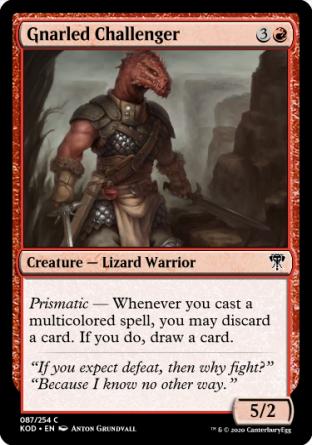 Gnarled Challenger 3
Creature — Lizard Warrior
Prismatic — Whenever you cast a
multicolored spell, you may discard
a card. If you do, draw a card.
“If you expect defeat, then why fight?”
“Because I know no other way.”
5/2
087/254 C
KOD • EN Anton Grundvall
™ & © 2020 CanterburyEgg